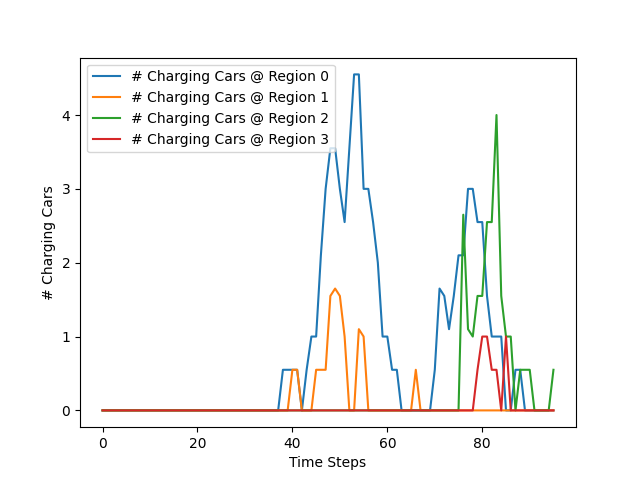 # Charging Cars @ Region 0
# Charging Cars @ Region 1
# Charging Cars @ Region 2
# Charging Cars @ Region 3
4
3
2
1
0
# Charging Cars
0 20 40 60 80
Time Steps